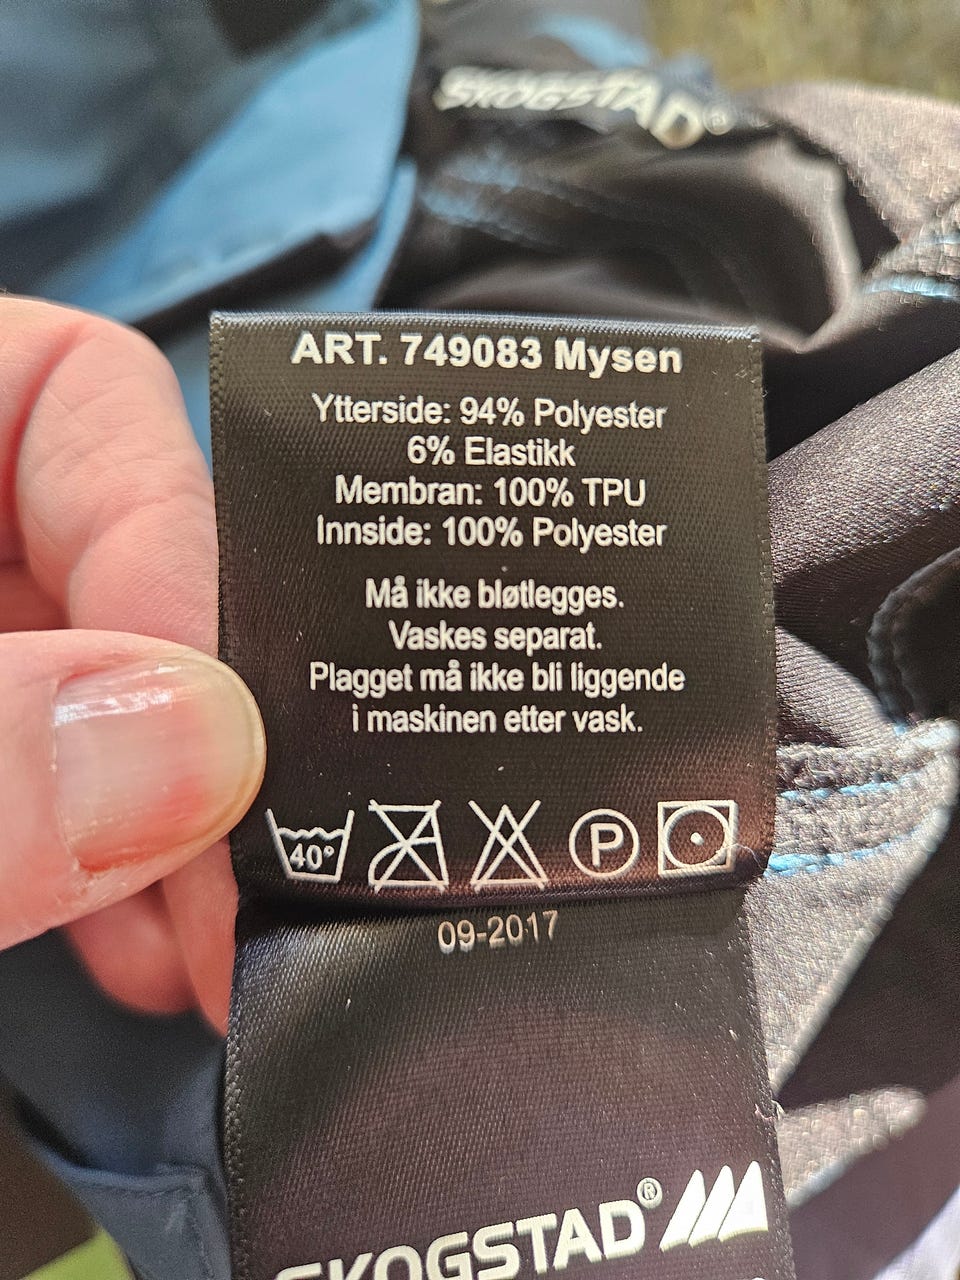 SKOGSTAD®
ART. 749083 Mysen
Ytterside: 94% Polyester
6% Elastikk
Membran: 100% TPU
Innside: 100% Polyester
Må ikke bløtlegges.
Vaskes separat.
Plagget må ikke bli liggende
i maskinen etter vask.
40° P
09-2017
SKOGSTAD®